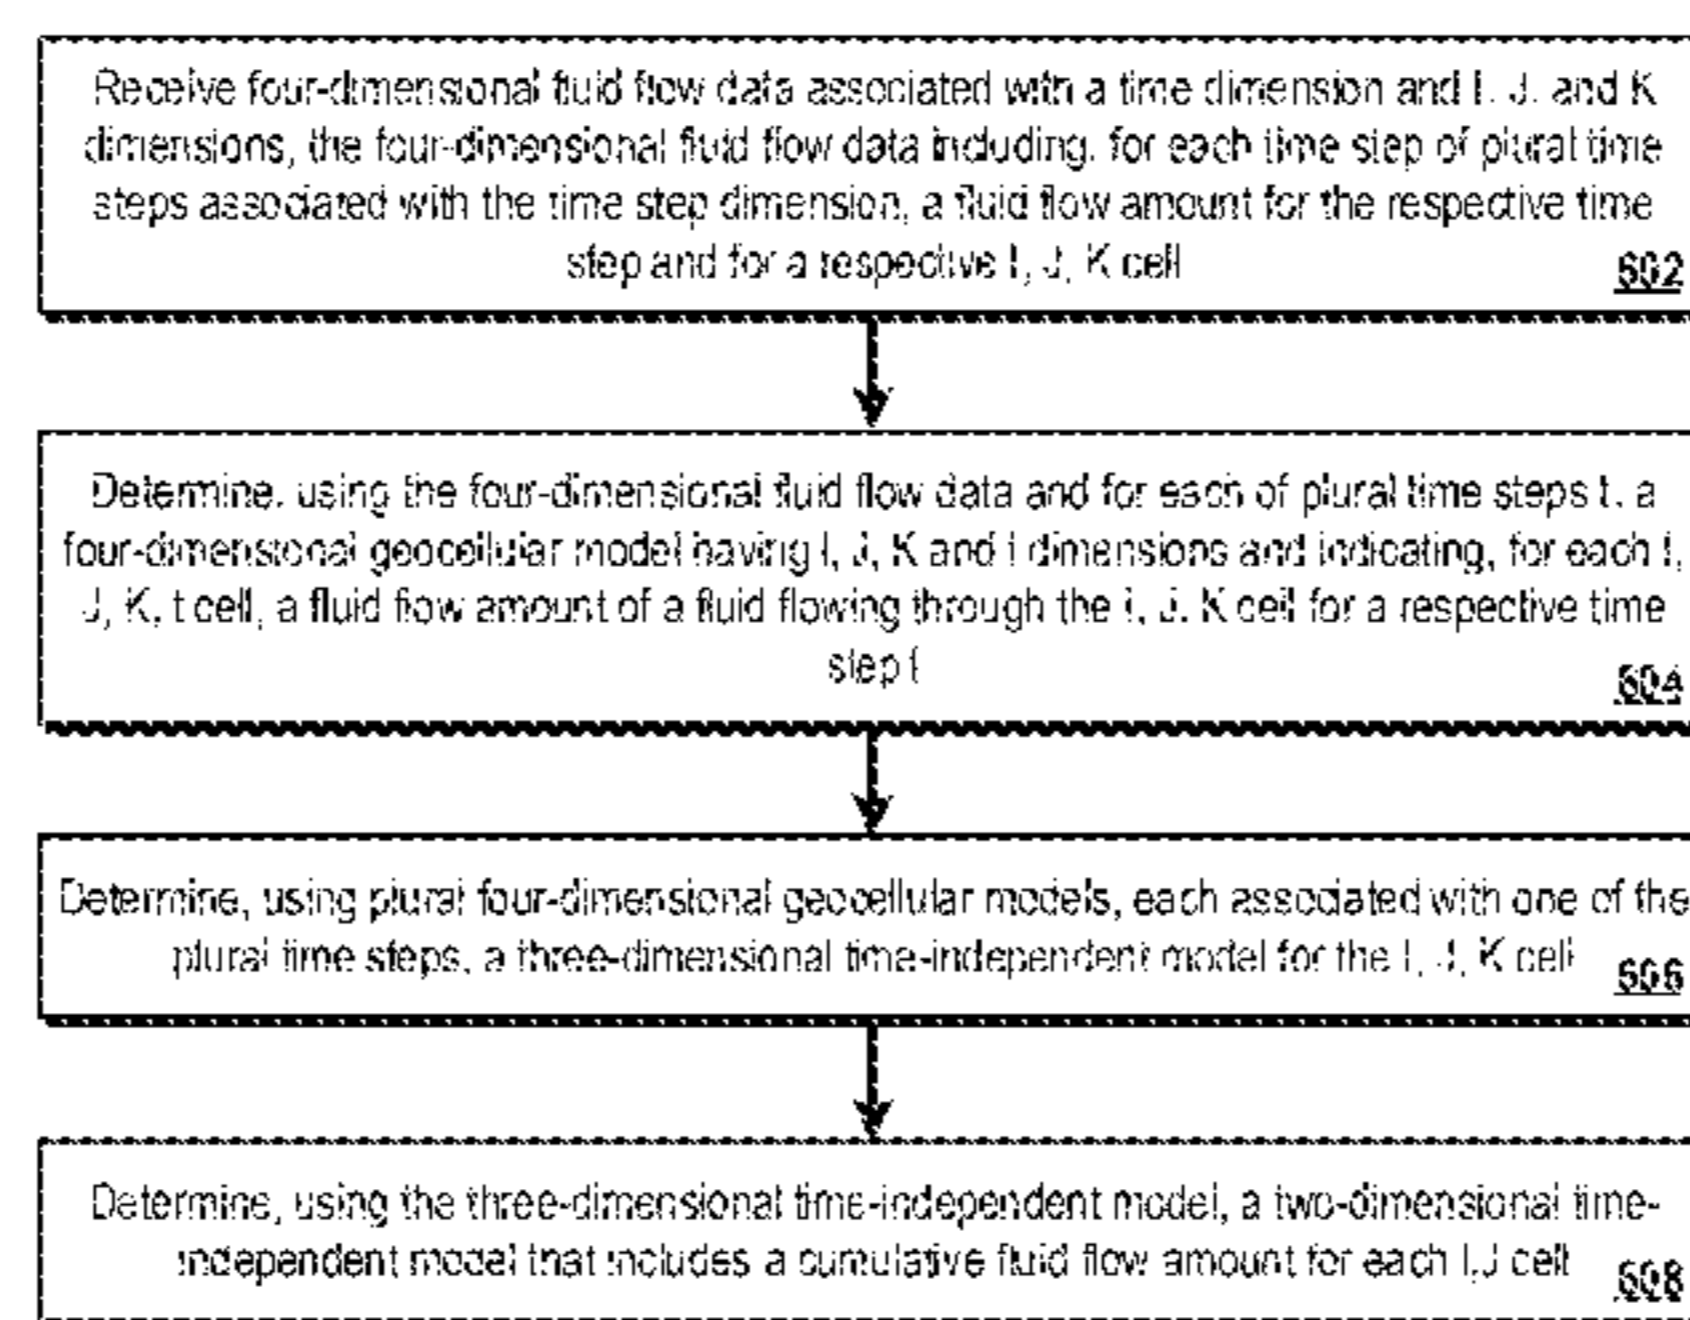 Receive four-dimensional fluid flow data associated with a time dimension and I, J, and K
dimensions, the four-dimensional fluid flow data including, for each time step of plural time
steps associated with the time step dimension, a fluid flow amount for the respective time
step and for a respective I, J, K cell
602
Determine, using the four-dimensional fluid flow data and for each of plural time steps t, a
four-dimensional geocellular model having I, J, K and t dimensions and indicating, for each I,
J, K, t cell, a fluid flow amount of a fluid flowing through the I, J, K cell for a respective time
step t
604
Determine, using plural four-dimensional geocellular models, each associated with one of the
plural time steps, a three-dimensional time-independent model for the I, J, K cell
606
Determine, using the three-dimensional time-independent model, a two-dimensional time-
independent model that includes a cumulative fluid flow amount for each I,J cell
608